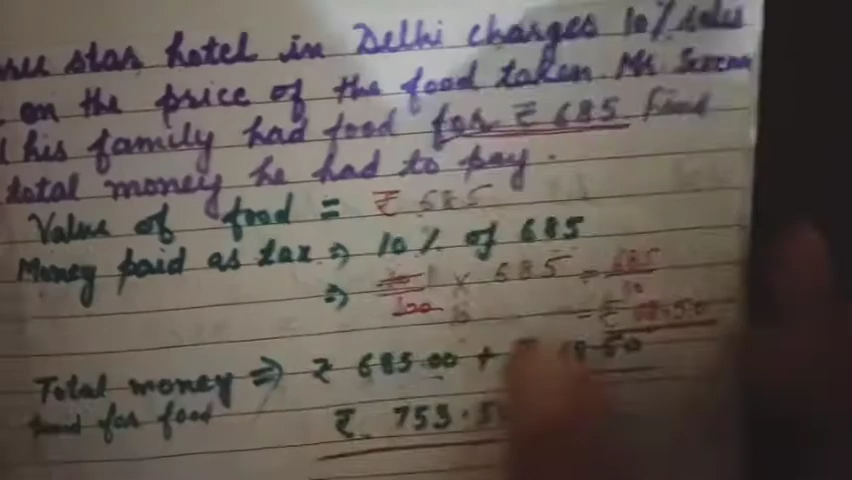 star hotel in Delhi charges 10% sales
on the price of the food taken Mr
his family had food for ₹ 685 Find
total money he had to pay.
Value of food = ₹ 685
Money paid as tax ⇒ 10 % of 685
⇒ 10/100 × 685 = 685/10
= ₹ 68.50
Total money ⇒ ₹ 685.00 + 68.50
paid for food
₹ 753.5